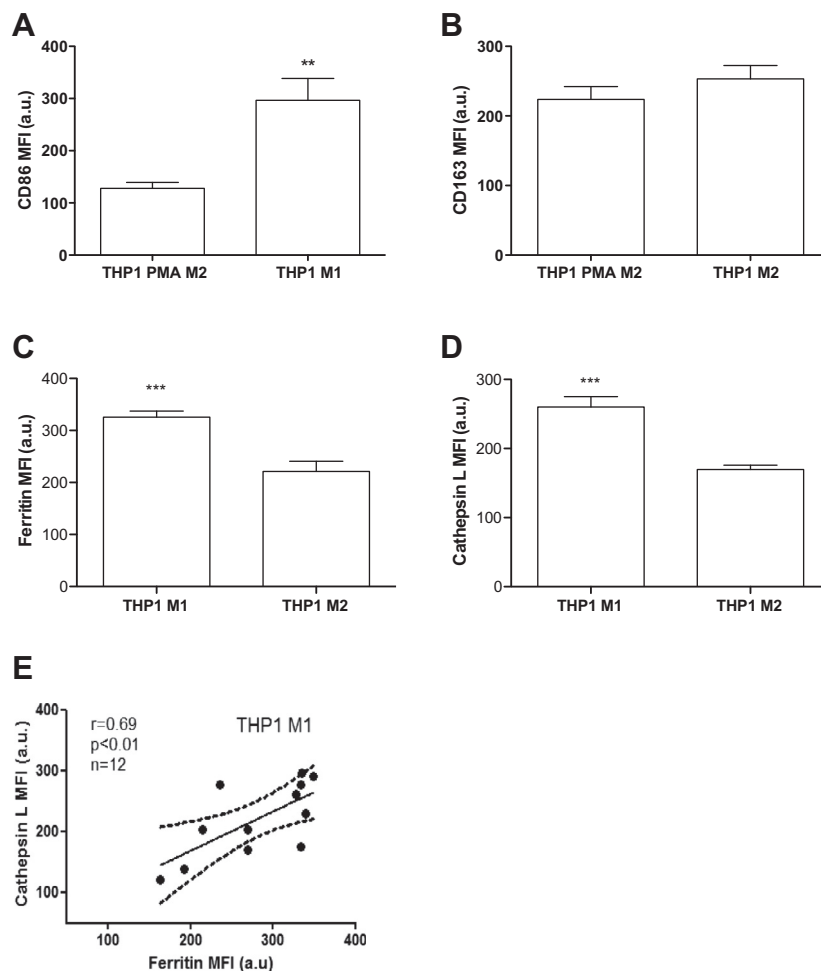 A
400
300
200
100
0
CD86 MFI (a.u.)
**
THP1 PMA M2
THP1 M1
B
300
200
100
0
CD163 MFI (a.u.)
THP1 PMA M2
THP1 M2
C
400
300
200
100
0
Ferritin MFI (a.u.)
***
THP1 M1
THP1 M2
D
300
200
100
0
Cathepsin L MFI (a.u.)
***
THP1 M1
THP1 M2
E
400
300
200
100
Cathepsin L MFI (a.u.)
r=0.69
p<0.01
n=12
THP1 M1
100
200
300
400
Ferritin MFI (a.u)